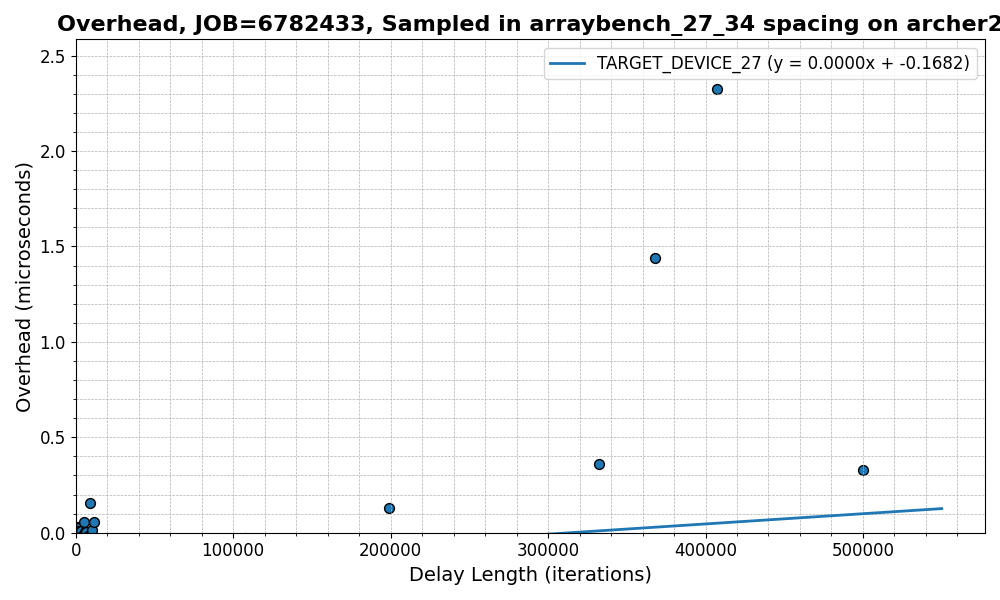 Overhead, JOB=6782433, Sampled in arraybench_27_34 spacing on archer2
TARGET_DEVICE_27 (y = 0.0000x + -0.1682)
Overhead (microseconds)
2.5
2.0
1.5
1.0
0.5
0.0
0 100000 200000 300000 400000 500000
Delay Length (iterations)